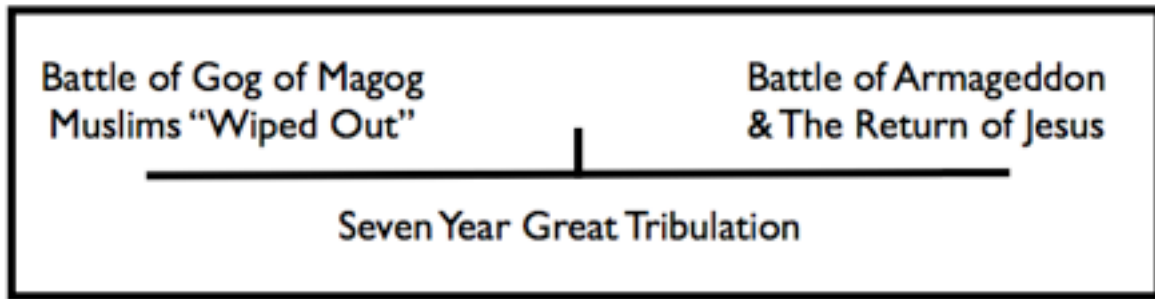 Battle of Gog of Magog
Muslims “Wiped Out”
Battle of Armageddon
& The Return of Jesus
Seven Year Great Tribulation